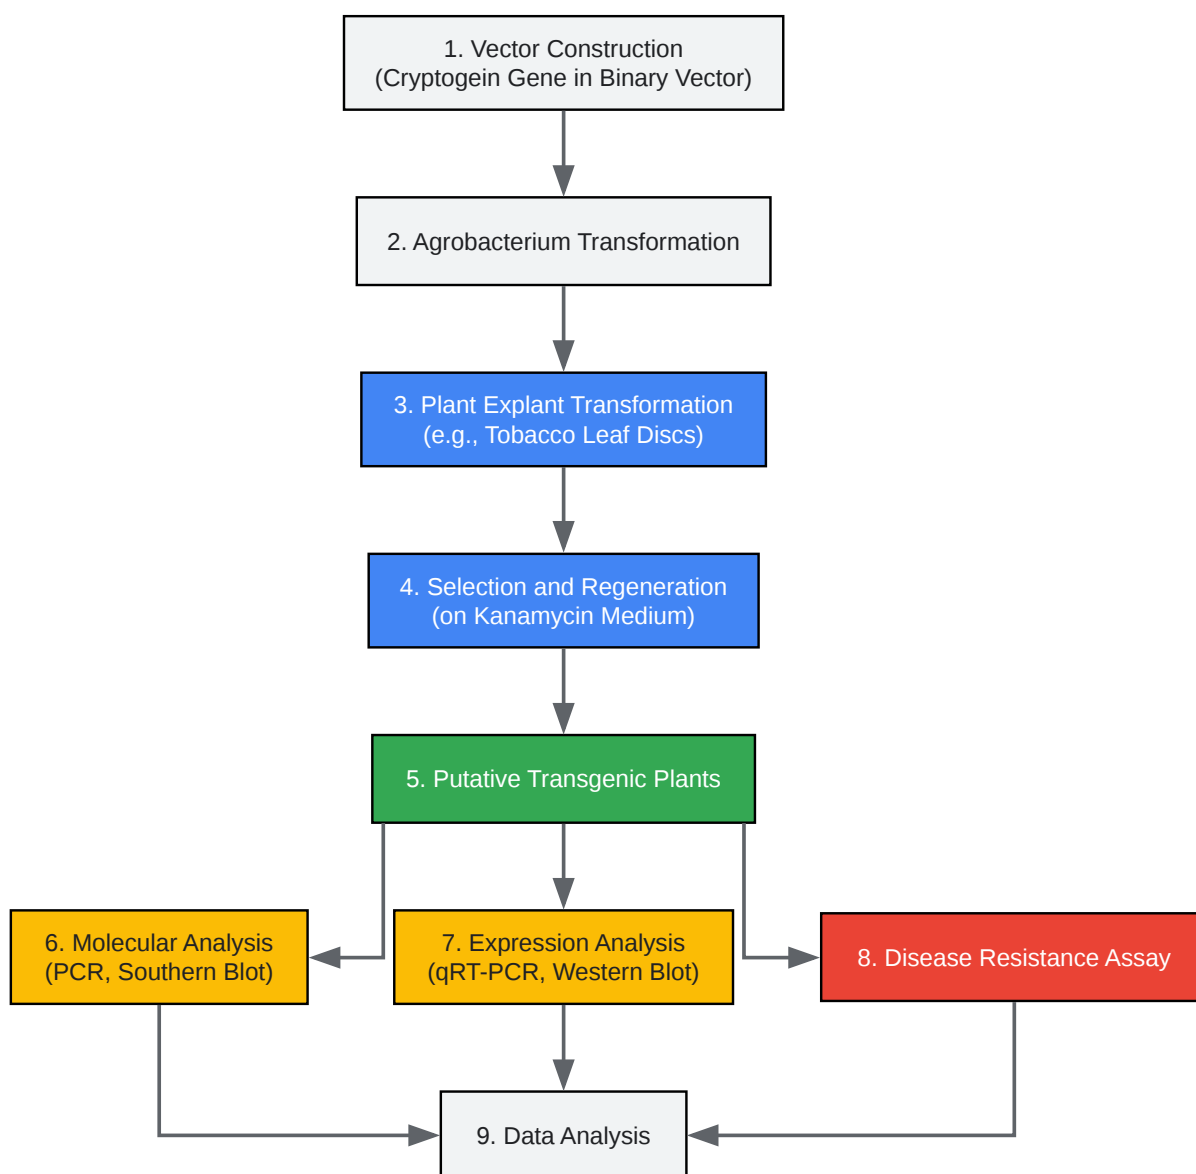 1. Vector Construction
(Cryptogein Gene in Binary Vector)
2. Agrobacterium Transformation
3. Plant Explant Transformation
(e.g., Tobacco Leaf Discs)
4. Selection and Regeneration
(on Kanamycin Medium)
5. Putative Transgenic Plants
6. Molecular Analysis
(PCR, Southern Blot)
7. Expression Analysis
(qRT-PCR, Western Blot)
8. Disease Resistance Assay
9. Data Analysis